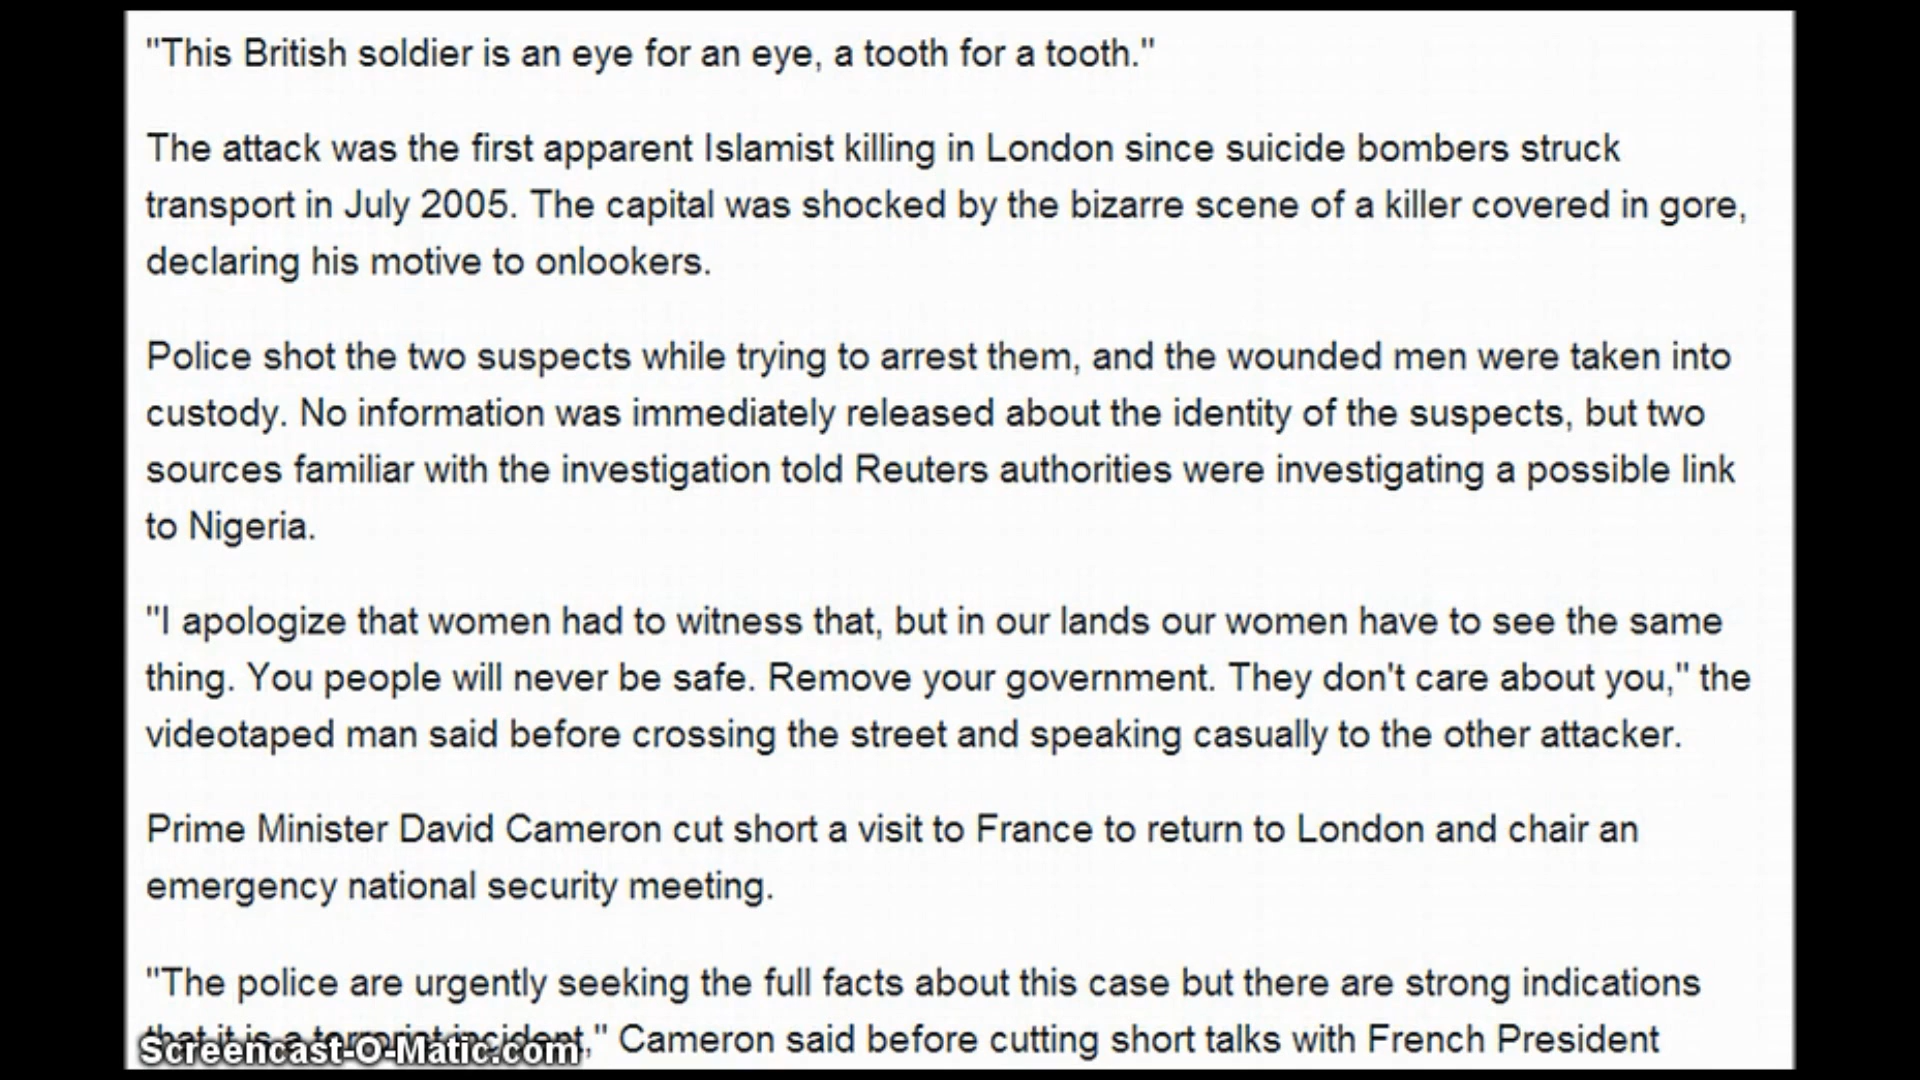 "This British soldier is an eye for an eye, a tooth for a tooth."
The attack was the first apparent Islamist killing in London since suicide bombers struck
transport in July 2005. The capital was shocked by the bizarre scene of a killer covered in gore,
declaring his motive to onlookers.
Police shot the two suspects while trying to arrest them, and the wounded men were taken into
custody. No information was immediately released about the identity of the suspects, but two
sources familiar with the investigation told Reuters authorities were investigating a possible link
to Nigeria.
"I apologize that women had to witness that, but in our lands our women have to see the same
thing. You people will never be safe. Remove your government. They don't care about you," the
videotaped man said before crossing the street and speaking casually to the other attacker.
Prime Minister David Cameron cut short a visit to France to return to London and chair an
emergency national security meeting.
"The police are urgently seeking the full facts about this case but there are strong indications
that it is a terrorist incident," Cameron said before cutting short talks with French President
Screencast-O-Matic.com